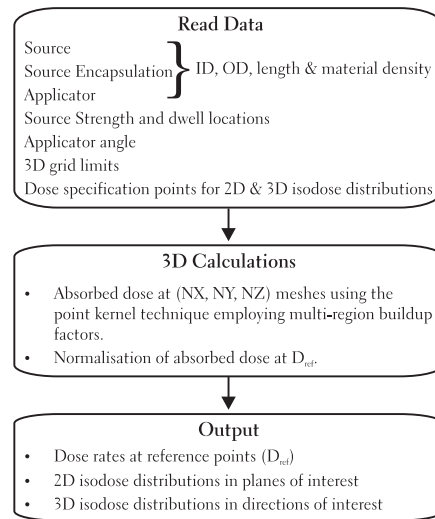 Read Data
Source
Source Encapsulation } ID, OD, length & material density
Applicator
Source Strength and dwell locations
Applicator angle
3D grid limits
Dose specification points for 2D & 3D isodose distributions
3D Calculations
• Absorbed dose at (NX, NY, NZ) meshes using the
point kernel technique employing multi-region buildup
factors.
• Normalisation of absorbed dose at Dref.
Output
• Dose rates at reference points (Dref)
• 2D isodose distributions in planes of interest
• 3D isodose distributions in directions of interest